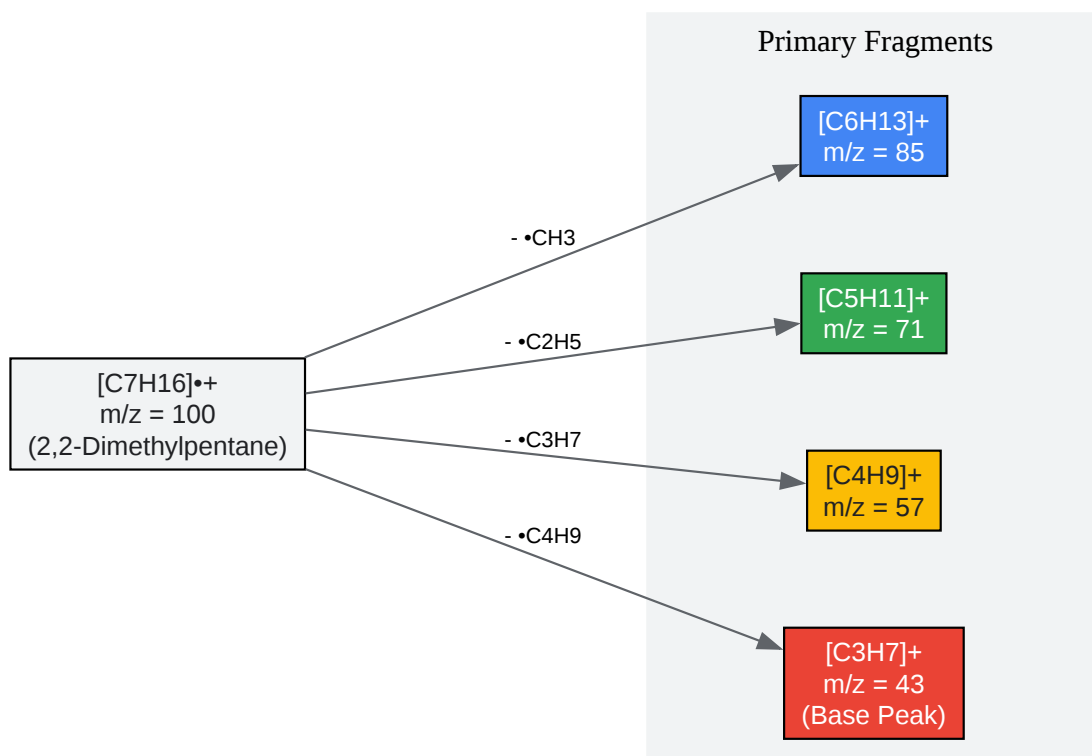 Primary Fragments
[C6H13]+
m/z = 85
- •CH3
[C5H11]+
m/z = 71
- •C2H5
[C7H16]•+
m/z = 100
(2,2-Dimethylpentane)
- •C3H7
[C4H9]+
m/z = 57
- •C4H9
[C3H7]+
m/z = 43
(Base Peak)